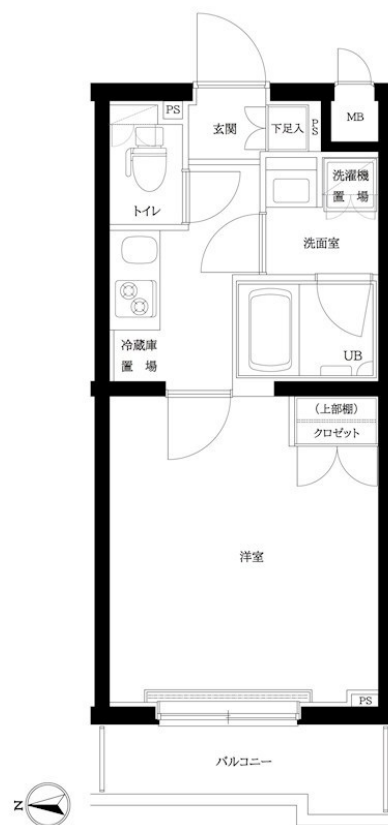 PS
玄関
下足入
PS
MB
トイレ
洗濯機
置 場
洗面室
冷蔵庫
置 場
UB
(上部棚)
クロゼット
洋室
PS
バルコニー
N